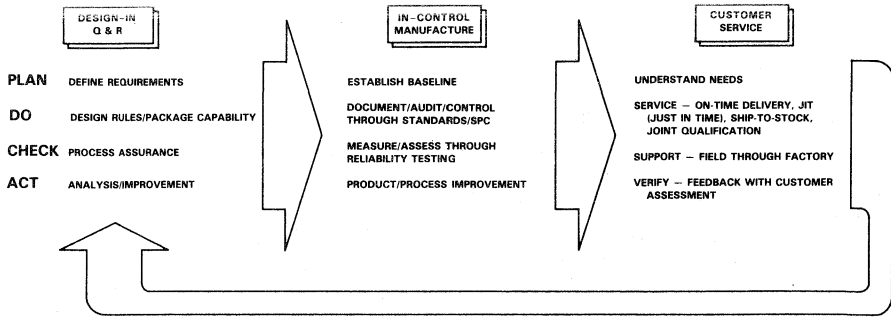 DESIGN-IN
Q & R
IN-CONTROL
MANUFACTURE
CUSTOMER
SERVICE
PLAN DEFINE REQUIREMENTS
ESTABLISH BASELINE
UNDERSTAND NEEDS
DO DESIGN RULES/PACKAGE CAPABILITY
DOCUMENT/AUDIT/CONTROL
THROUGH STANDARDS/SPC
SERVICE — ON-TIME DELIVERY, JIT
(JUST IN TIME), SHIP-TO-STOCK,
JOINT QUALIFICATION
CHECK PROCESS ASSURANCE
MEASURE/ASSESS THROUGH
RELIABILITY TESTING
SUPPORT — FIELD THROUGH FACTORY
ACT ANALYSIS/IMPROVEMENT
PRODUCT/PROCESS IMPROVEMENT
VERIFY — FEEDBACK WITH CUSTOMER
ASSESSMENT